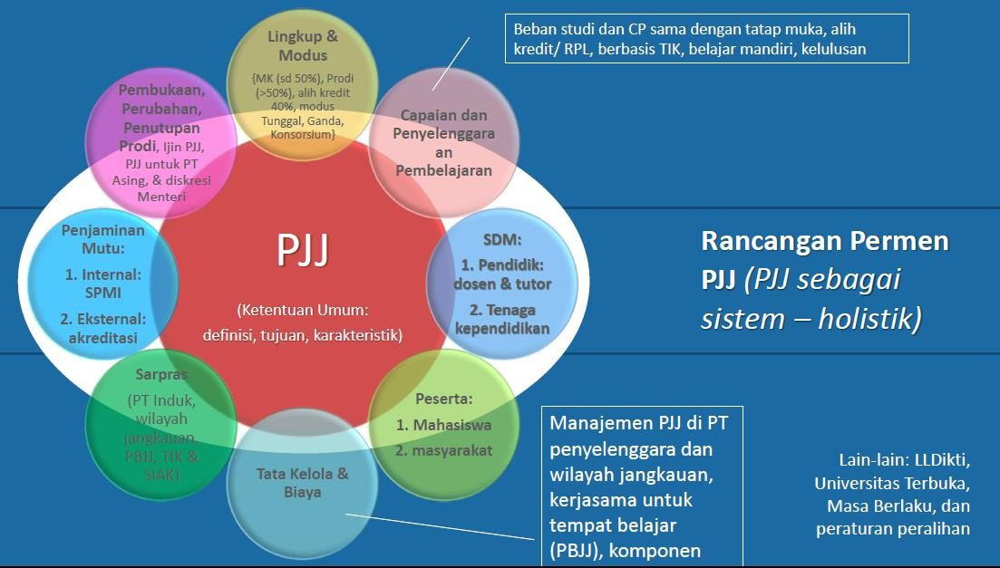 Lingkup &
Modus
{MK (sd 50%), Prodi
(>50%), alih kredit
40%, modus
Tunggal, Ganda,
Konsorsium}
Beban studi dan CP sama dengan tatap muka, alih
kredit/ RPL, berbasis TIK, belajar mandiri, kelulusan
Pembukaan,
Perubahan,
Penutupan
Prodi, Ijin PJJ,
PJJ untuk PT
Asing, & diskresi
Menteri
Capaian dan
Penyelenggara
an
Pembelajaran
Penjaminan
Mutu:
1. Internal:
SPMI
2. Eksternal:
akreditasi
PJJ
(Ketentuan Umum:
definisi, tujuan, karakteristik)
SDM:
1. Pendidik:
dosen & tutor
2. Tenaga
kependidikan
Rancangan Permen
PJJ (PJJ sebagai
sistem – holistik)
Sarpras
(PT Induk,
wilayah
jangkauan,
PBJJ, TIK &
SIAK)
Peserta:
1. Mahasiswa
2. masyarakat
Tata Kelola &
Biaya
Manajemen PJJ di PT
penyelenggara dan
wilayah jangkauan,
kerjasama untuk
tempat belajar
(PBJJ), komponen
Lain-lain: LLDikti,
Universitas Terbuka,
Masa Berlaku, dan
peraturan peralihan